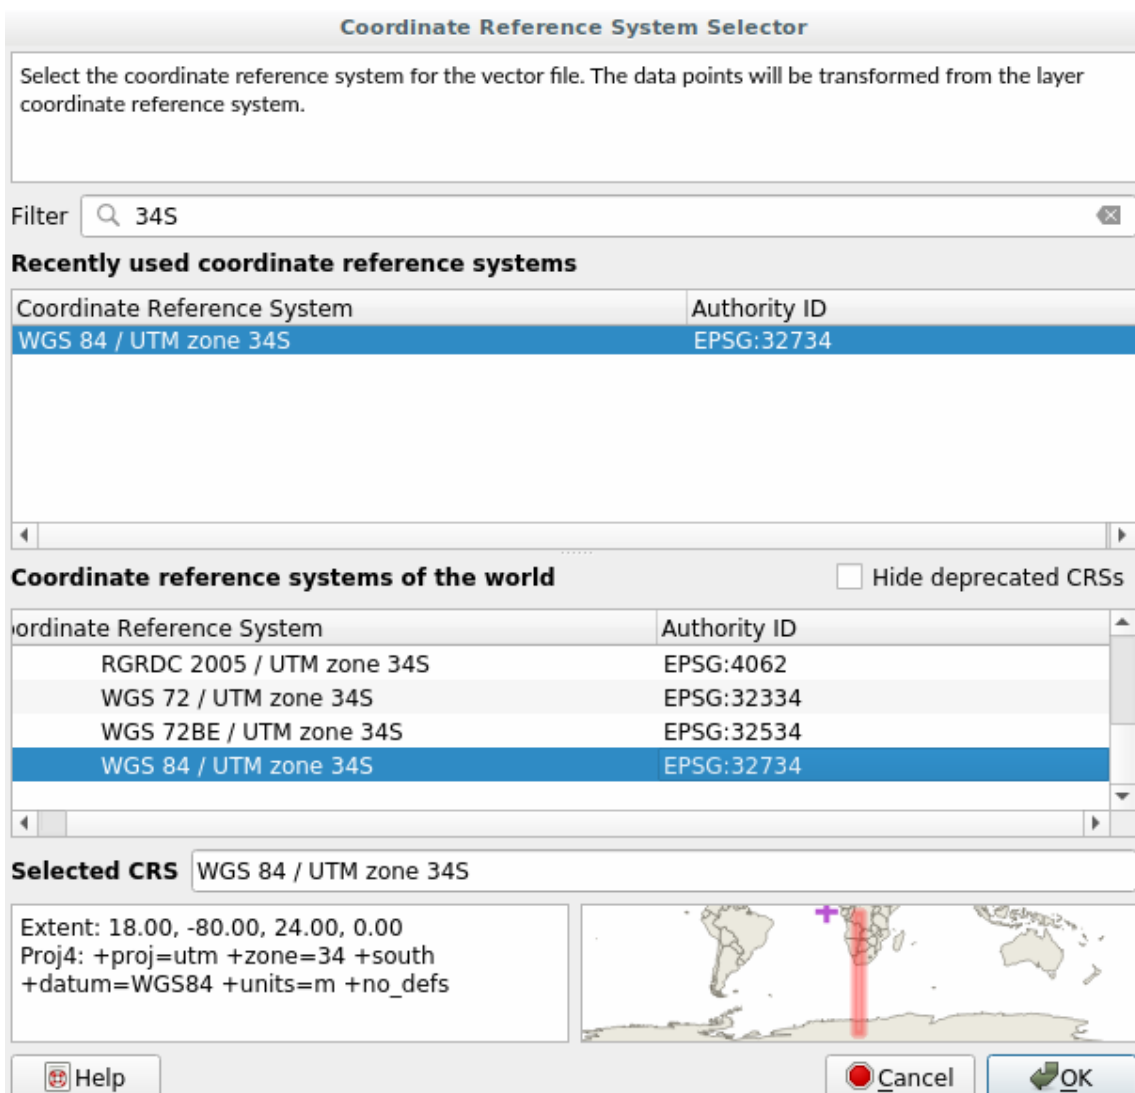 Coordinate Reference System Selector
Select the coordinate reference system for the vector file. The data points will be transformed from the layer
coordinate reference system.
Filter 34S
Recently used coordinate reference systems
Coordinate Reference System Authority ID
WGS 84 / UTM zone 34S EPSG:32734
Coordinate reference systems of the world Hide deprecated CRSs
ordinate Reference System Authority ID
RGRDC 2005 / UTM zone 34S EPSG:4062
WGS 72 / UTM zone 34S EPSG:32334
WGS 72BE / UTM zone 34S EPSG:32534
WGS 84 / UTM zone 34S EPSG:32734
Selected CRS WGS 84 / UTM zone 34S
Extent: 18.00, -80.00, 24.00, 0.00
Proj4: +proj=utm +zone=34 +south
+datum=WGS84 +units=m +no_defs
Help Cancel OK